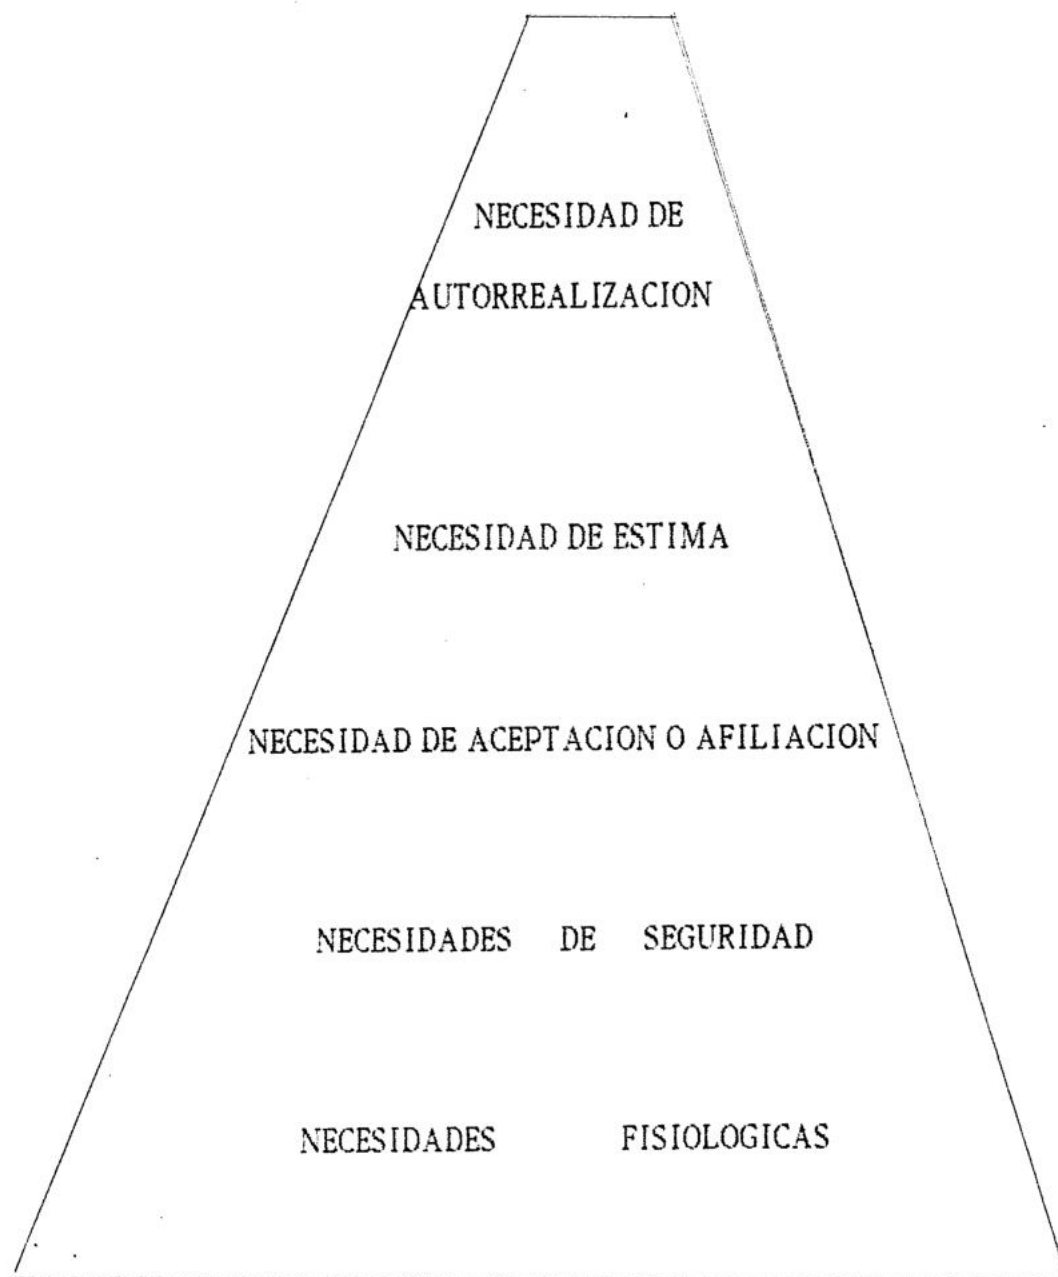 NECESIDAD DE
AUTORREALIZACION
NECESIDAD DE ESTIMA
NECESIDAD DE ACEPTACION O AFILIACION
NECESIDADES DE SEGURIDAD
NECESIDADES FISIOLOGICAS